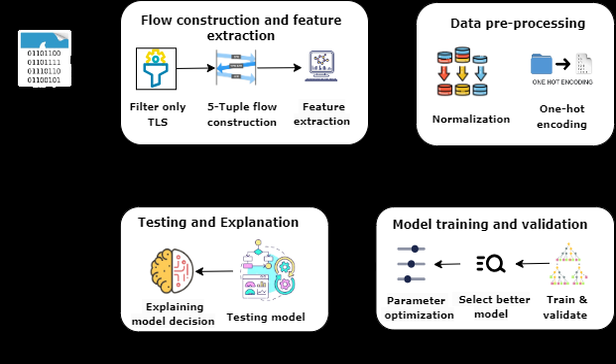 01101100
01101111
01110110
01100101
Flow construction and feature
extraction
Filter only
TLS
5-Tuple flow
construction
Feature
extraction
Data pre-processing
Normalization
ONE HOT ENCODING
One-hot
encoding
Testing and Explanation
Explaining
model decision
Testing model
Model training and validation
Parameter
optimization
Select better
model
Train &
validate